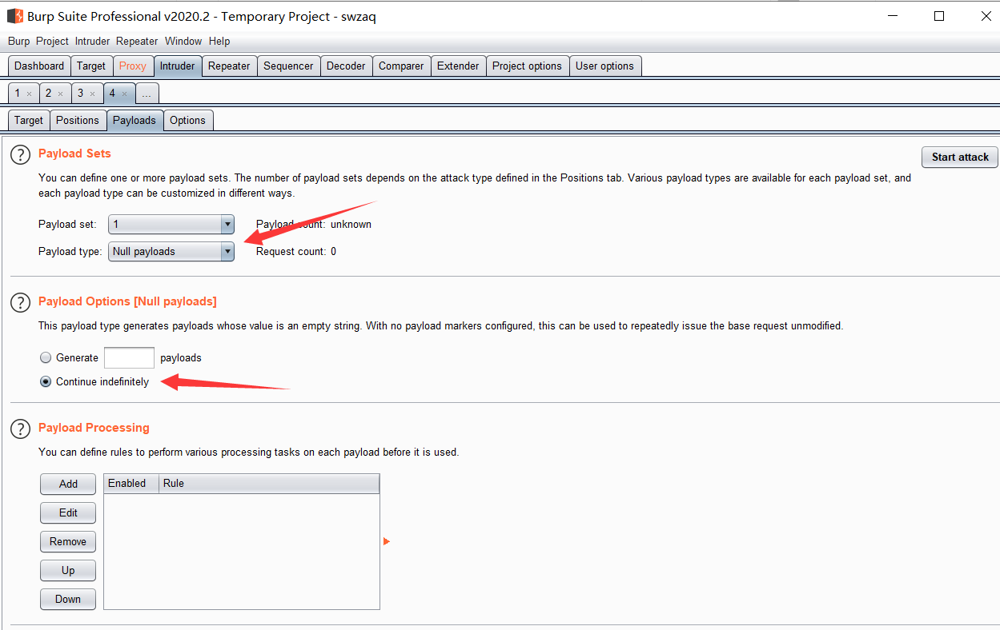 Burp Suite Professional v2020.2 - Temporary Project - swzaq
Burp Project Intruder Repeater Window Help
Dashboard Target Proxy Intruder Repeater Sequencer Decoder Comparer Extender Project options User options
1 × 2 × 3 × 4 × ...
Target Positions Payloads Options
? Payload Sets
Start attack
You can define one or more payload sets. The number of payload sets depends on the attack type defined in the Positions tab. Various payload types are available for each payload set, and
each payload type can be customized in different ways.
Payload set: 1 Payload count: unknown
Payload type: Null payloads Request count: 0
? Payload Options [Null payloads]
This payload type generates payloads whose value is an empty string. With no payload markers configured, this can be used to repeatedly issue the base request unmodified.
Generate payloads
Continue indefinitely
? Payload Processing
You can define rules to perform various processing tasks on each payload before it is used.
Add Enabled Rule
Edit
Remove
Up
Down